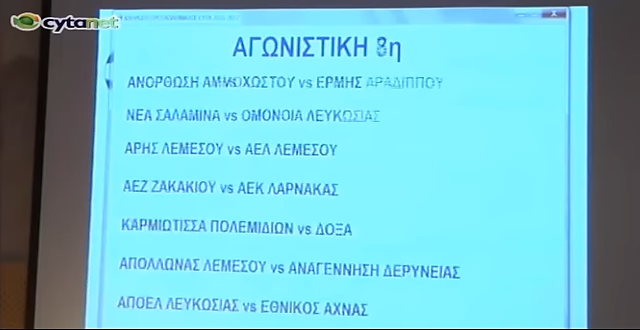 cytanet
ΑΓΩΝΙΣΤΙΚΗ 8η
ΑΝΟΡΘΩΣΗ ΑΜΜΟΧΩΣΤΟΥ vs ΕΡΜΗΣ ΑΡΑΔΙΠΠΟΥ
ΝΕΑ ΣΑΛΑΜΙΝΑ vs ΟΜΟΝΟΙΑ ΛΕΥΚΩΣΙΑΣ
ΑΡΗΣ ΛΕΜΕΣΟΥ vs ΑΕΛ ΛΕΜΕΣΟΥ
ΑΕΖ ΖΑΚΑΚΙΟΥ vs ΑΕΚ ΛΑΡΝΑΚΑΣ
ΚΑΡΜΙΩΤΙΣΣΑ ΠΟΛΕΜΙΔΙΩΝ vs ΔΟΞΑ
ΑΠΟΛΛΩΝΑΣ ΛΕΜΕΣΟΥ vs ΑΝΑΓΕΝΝΗΣΗ ΔΕΡΥΝΕΙΑΣ
ΑΠΟΕΛ ΛΕΥΚΩΣΙΑΣ vs ΕΘΝΙΚΟΣ ΑΧΝΑΣ